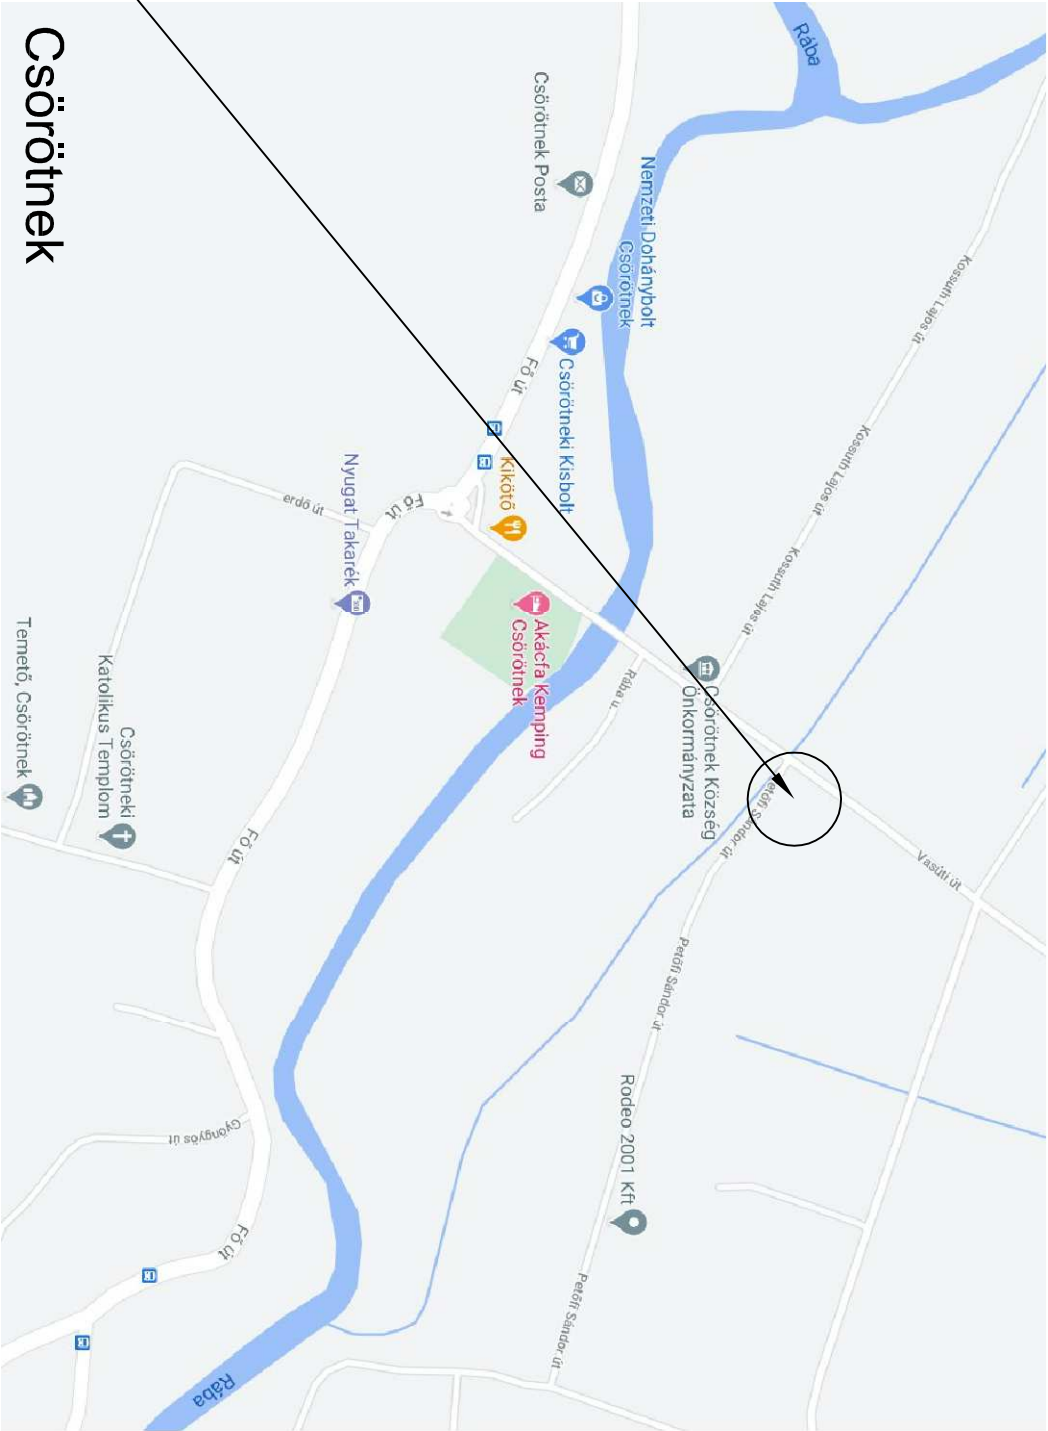 Kossuth Lajos út
Vasúti út
Kossuth Lajos út
Rába
Kossuth Lajos út
Petőfi Sándor út
Csörötnek Község
Önkormányzata
Petőfi Sándor út
Nemzeti Dohánybolt
Csörötnek
Rába u.
Rodeo 2001 Kft
Csörötneki Kisbolt
Petőfi Sándor út
Csörötnek Posta
Akácfa Kemping
Csörötnek
Fő út
Kikötő
Fő út
Nyugat Takarék
erdő út
Fő út
Fő út
Rába
Gyöngyös út
Csörötneki
Katolikus Templom
Temető, Csörötnek
Csörötnek